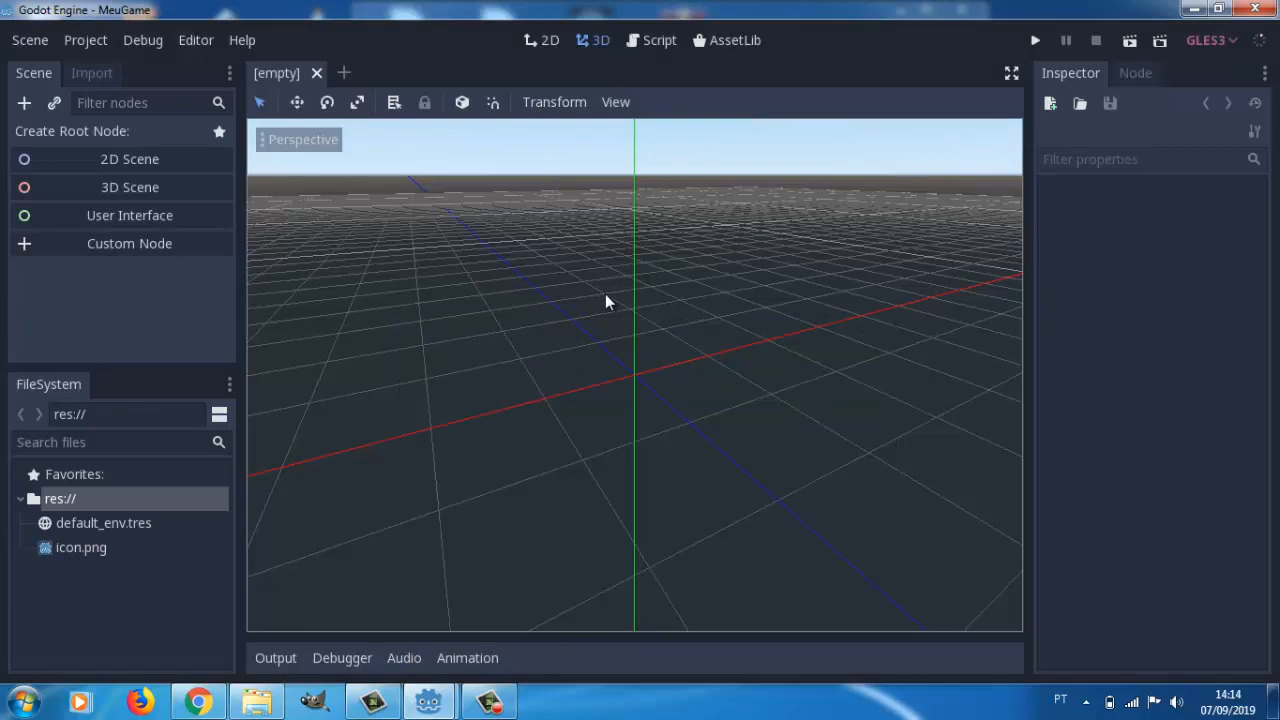 Godot Engine - MeuGame
Scene Project Debug Editor Help
2D 3D Script AssetLib
GLES3
Scene Import
[empty]
Inspector Node
Filter nodes
Transform View
Create Root Node:
Perspective
2D Scene
3D Scene
User Interface
Custom Node
Filter properties
FileSystem
res://
Search files
Favorites:
res://
default_env.tres
icon.png
Output Debugger Audio Animation
PT
14:14
07/09/2019